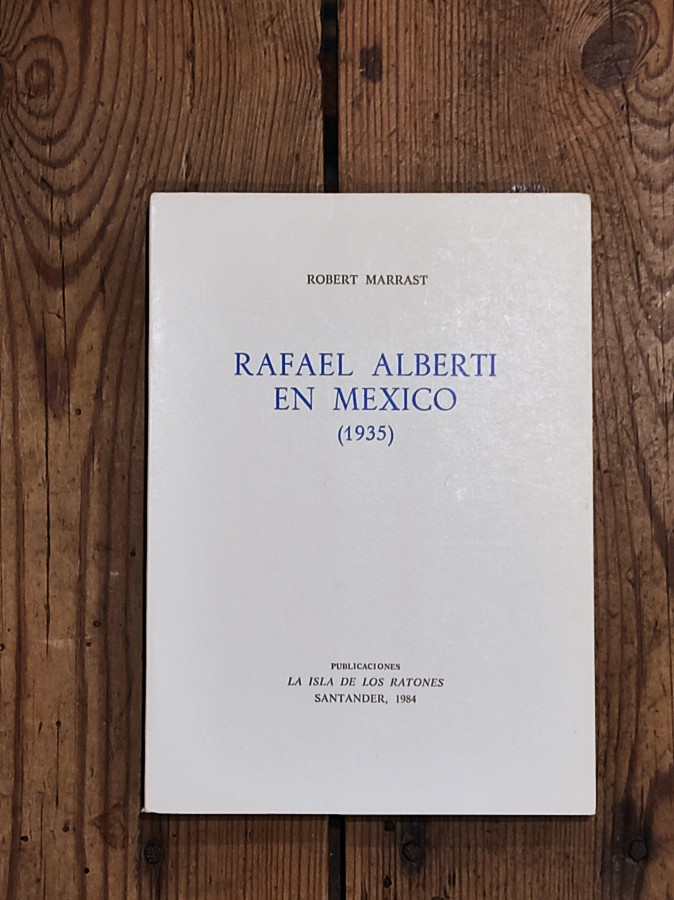 ROBERT MARRAST
RAFAEL ALBERTI
EN MEXICO
(1935)
PUBLICACIONES
LA ISLA DE LOS RATONES
SANTANDER, 1984